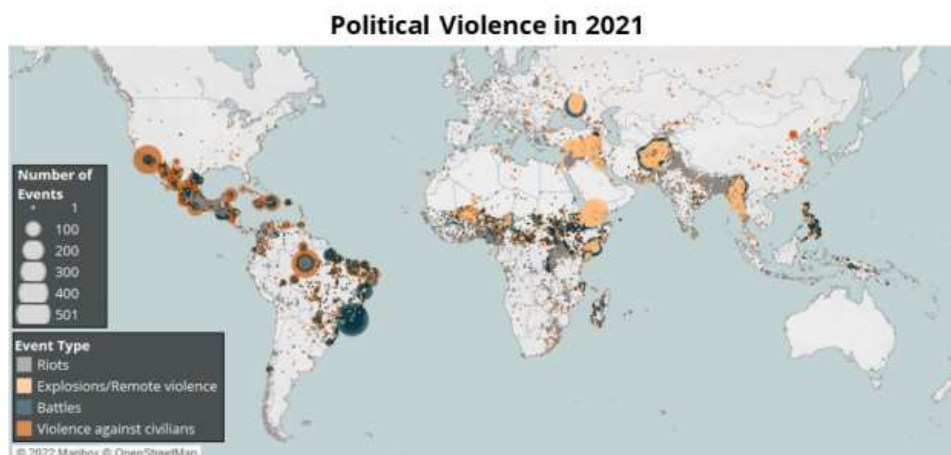 Political Violence in 2021
Number of
Events
1
100
200
300
400
501
Event Type
Riots
Explosions/Remote violence
Battles
Violence against civilians
© 2022 Mapbox © OpenStreetMap